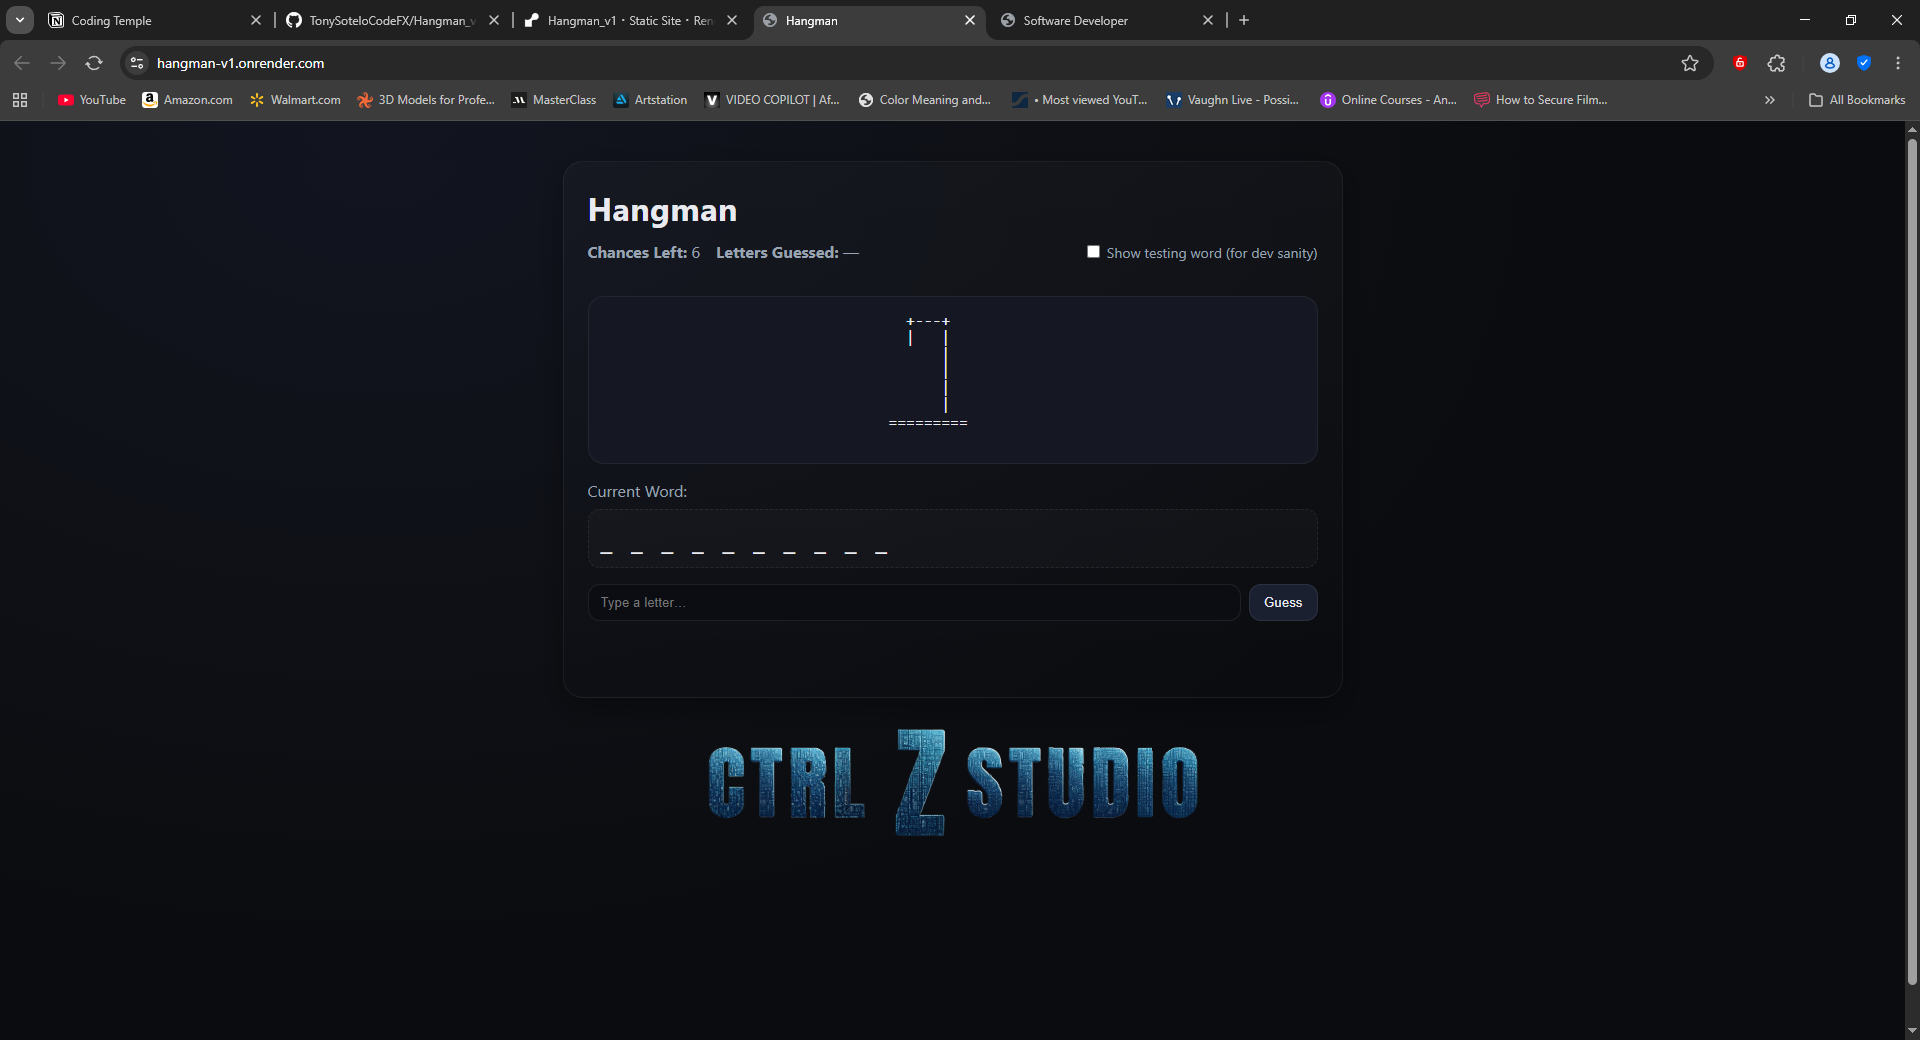 Coding Temple
TonySoteloCodeFX/Hangman_v
Hangman_v1 · Static Site · Ren
Hangman
Software Developer
hangman-v1.onrender.com
YouTube
Amazon.com
Walmart.com
3D Models for Profe...
MasterClass
Artstation
VIDEO COPILOT | Af...
Color Meaning and...
• Most viewed YouT...
Vaughn Live - Possi...
Online Courses - An...
How to Secure Film...
All Bookmarks
Hangman
Chances Left: 6 Letters Guessed: —
Show testing word (for dev sanity)
+---+
|   |
|
|
|
|
=========
Current Word:
_ _ _ _ _ _ _ _ _ _
Type a letter...
Guess
CTRL Z STUDIO